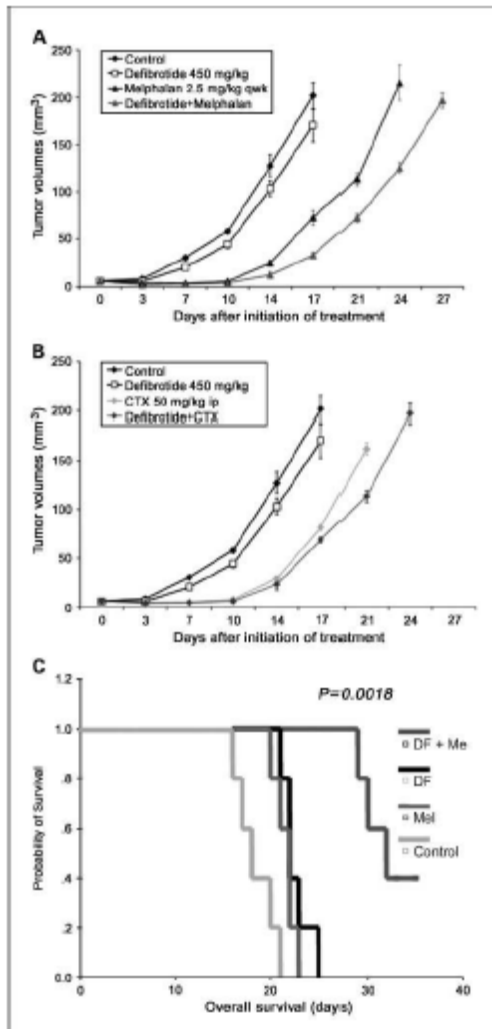 A
Control
Defibrotide 450 mg/kg
Melphalan 2.5 mg/kg qwk
Defibrotide+Melphalan
250
200
150
100
50
0
Tumor volumes (mm³)
0 3 7 10 14 17 21 24 27
Days after initiation of treatment
B
Control
Defibrotide 450 mg/kg
CTX 50 mg/kg ip
Defibrotide+CTX
250
200
150
100
50
0
Tumor volumes (mm³)
0 3 7 10 14 17 21 24 27
Days after initiation of treatment
C
P=0.0018
1.2
1.0
.8
.6
.4
.2
0.0
Probability of Survival
DF + Me
DF
Mel
Control
0 10 20 30 40
Overall survival (days)